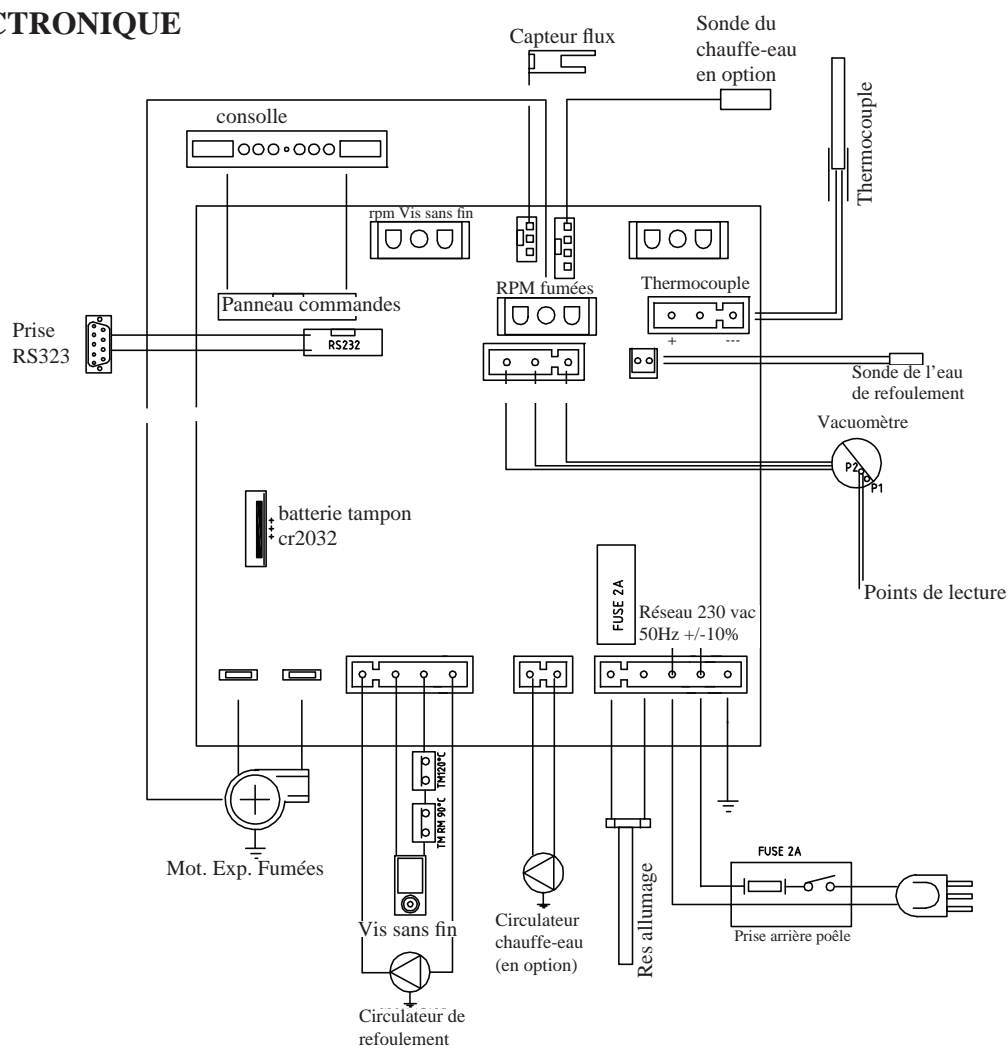 CTRONIQUE
Capteur flux
Sonde du
chauffe-eau
en option
consolle
Thermocouple
rpm Vis sans fin
RPM fumées
Thermocouple
+ ---
Panneau commandes
RS232
Prise
RS323
Sonde de l'eau
de refoulement
Vacuomètre
P2
P1
Points de lecture
batterie tampon
cr2032
+++
FUSE 2A
Réseau 230 vac
50Hz +/-10%
TM120°C
TM RM 90°C
Mot. Exp. Fumées
Vis sans fin
Circulateur de
refoulement
Circulateur
chauffe-eau
(en option)
Res allumage
FUSE 2A
Prise arrière poêle